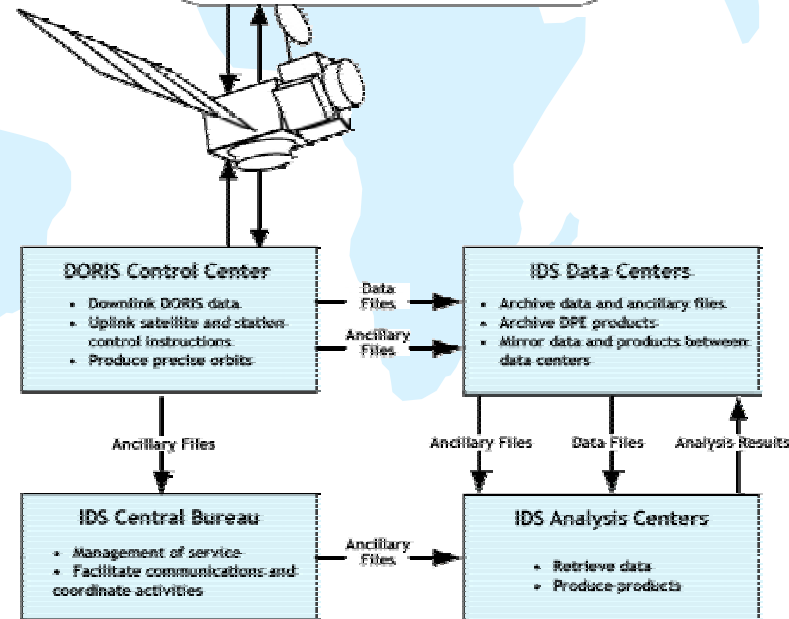 DORIS Control Center
• Downlink DORIS data
• Uplink satellite and station
control instructions
• Produce precise orbits
Data
Files
Ancillary
Files
IDS Data Centers
• Archive data and ancillary files
• Archive DPE products
• Mirror data and products between
data centers
Ancillary Files
Ancillary Files
Data Files
Analysis Results
IDS Central Bureau
• Management of service
• Facilitate communications and
coordinate activities
Ancillary
Files
IDS Analysis Centers
• Retrieve data
• Produce products